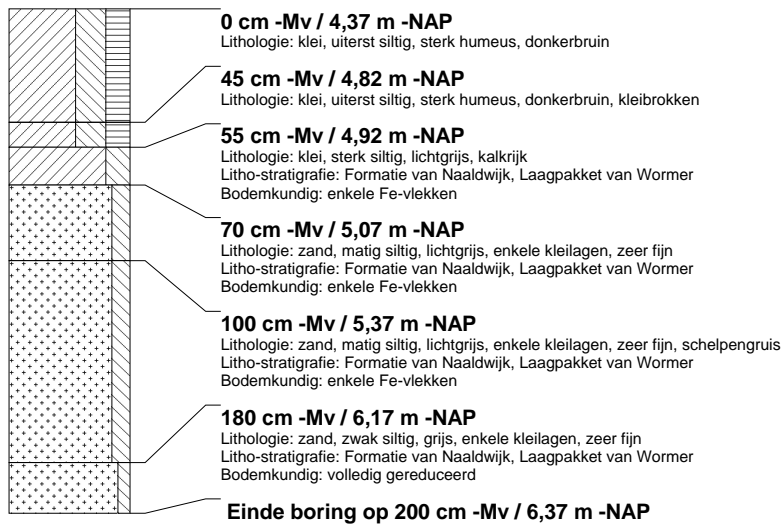 0 cm -Mv / 4,37 m -NAP
Lithologie: klei, uiterst siltig, sterk humeus, donkerbruin
45 cm -Mv / 4,82 m -NAP
Lithologie: klei, uiterst siltig, sterk humeus, donkerbruin, kleibrokken
55 cm -Mv / 4,92 m -NAP
Lithologie: klei, sterk siltig, lichtgrijs, kalkrijk
Litho-stratigrafie: Formatie van Naaldwijk, Laagpakket van Wormer
Bodemkundig: enkele Fe-vlekken
70 cm -Mv / 5,07 m -NAP
Lithologie: zand, matig siltig, lichtgrijs, enkele kleilagen, zeer fijn
Litho-stratigrafie: Formatie van Naaldwijk, Laagpakket van Wormer
Bodemkundig: enkele Fe-vlekken
100 cm -Mv / 5,37 m -NAP
Lithologie: zand, matig siltig, lichtgrijs, enkele kleilagen, zeer fijn, schelpengruis
Litho-stratigrafie: Formatie van Naaldwijk, Laagpakket van Wormer
Bodemkundig: enkele Fe-vlekken
180 cm -Mv / 6,17 m -NAP
Lithologie: zand, zwak siltig, grijs, enkele kleilagen, zeer fijn
Litho-stratigrafie: Formatie van Naaldwijk, Laagpakket van Wormer
Bodemkundig: volledig gereduceerd
Einde boring op 200 cm -Mv / 6,37 m -NAP